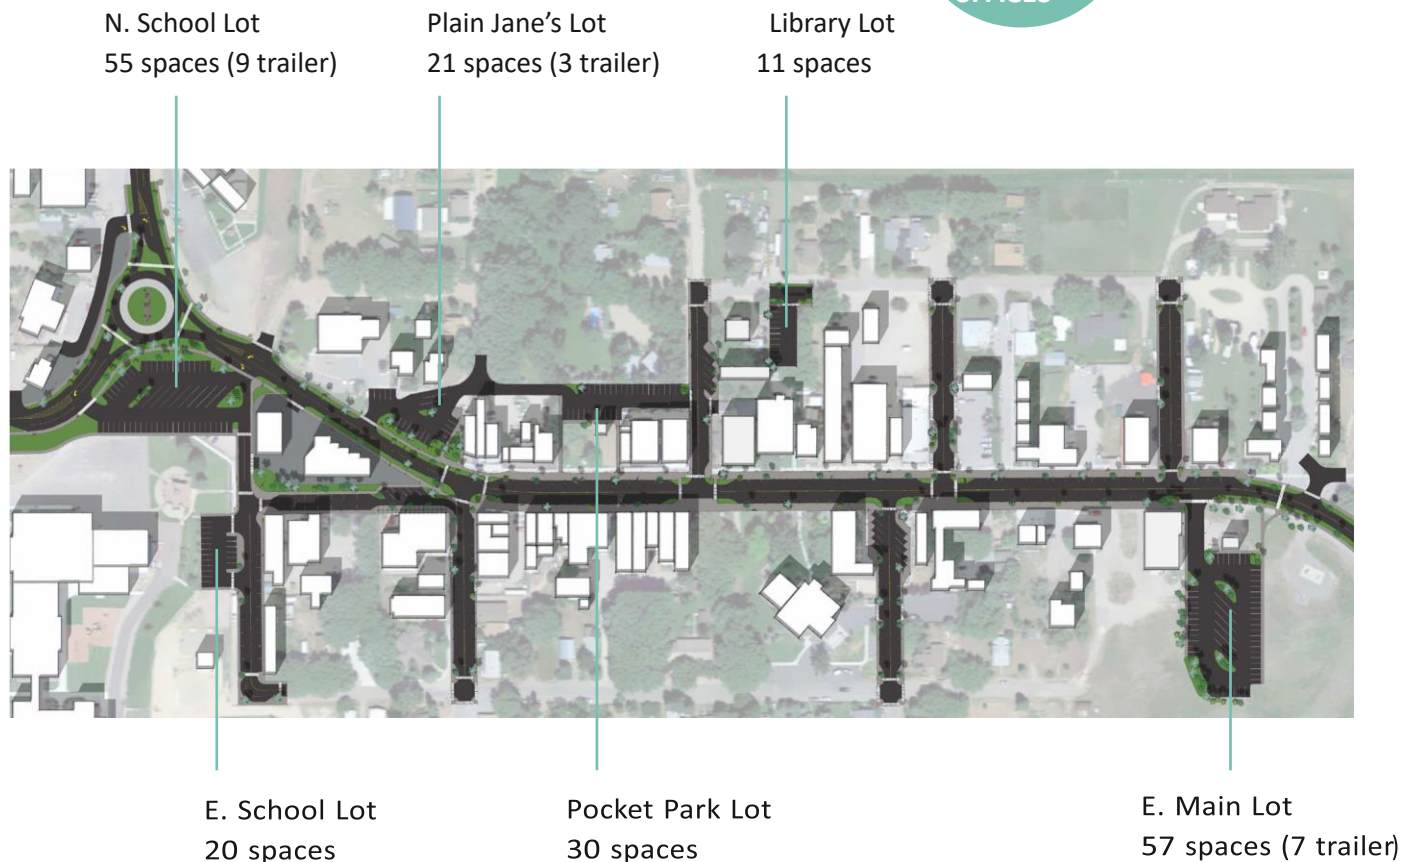 N. School Lot
55 spaces (9 trailer)
Plain Jane’s Lot
21 spaces (3 trailer)
Library Lot
11 spaces
E. School Lot
20 spaces
Pocket Park Lot
30 spaces
E. Main Lot
57 spaces (7 trailer)